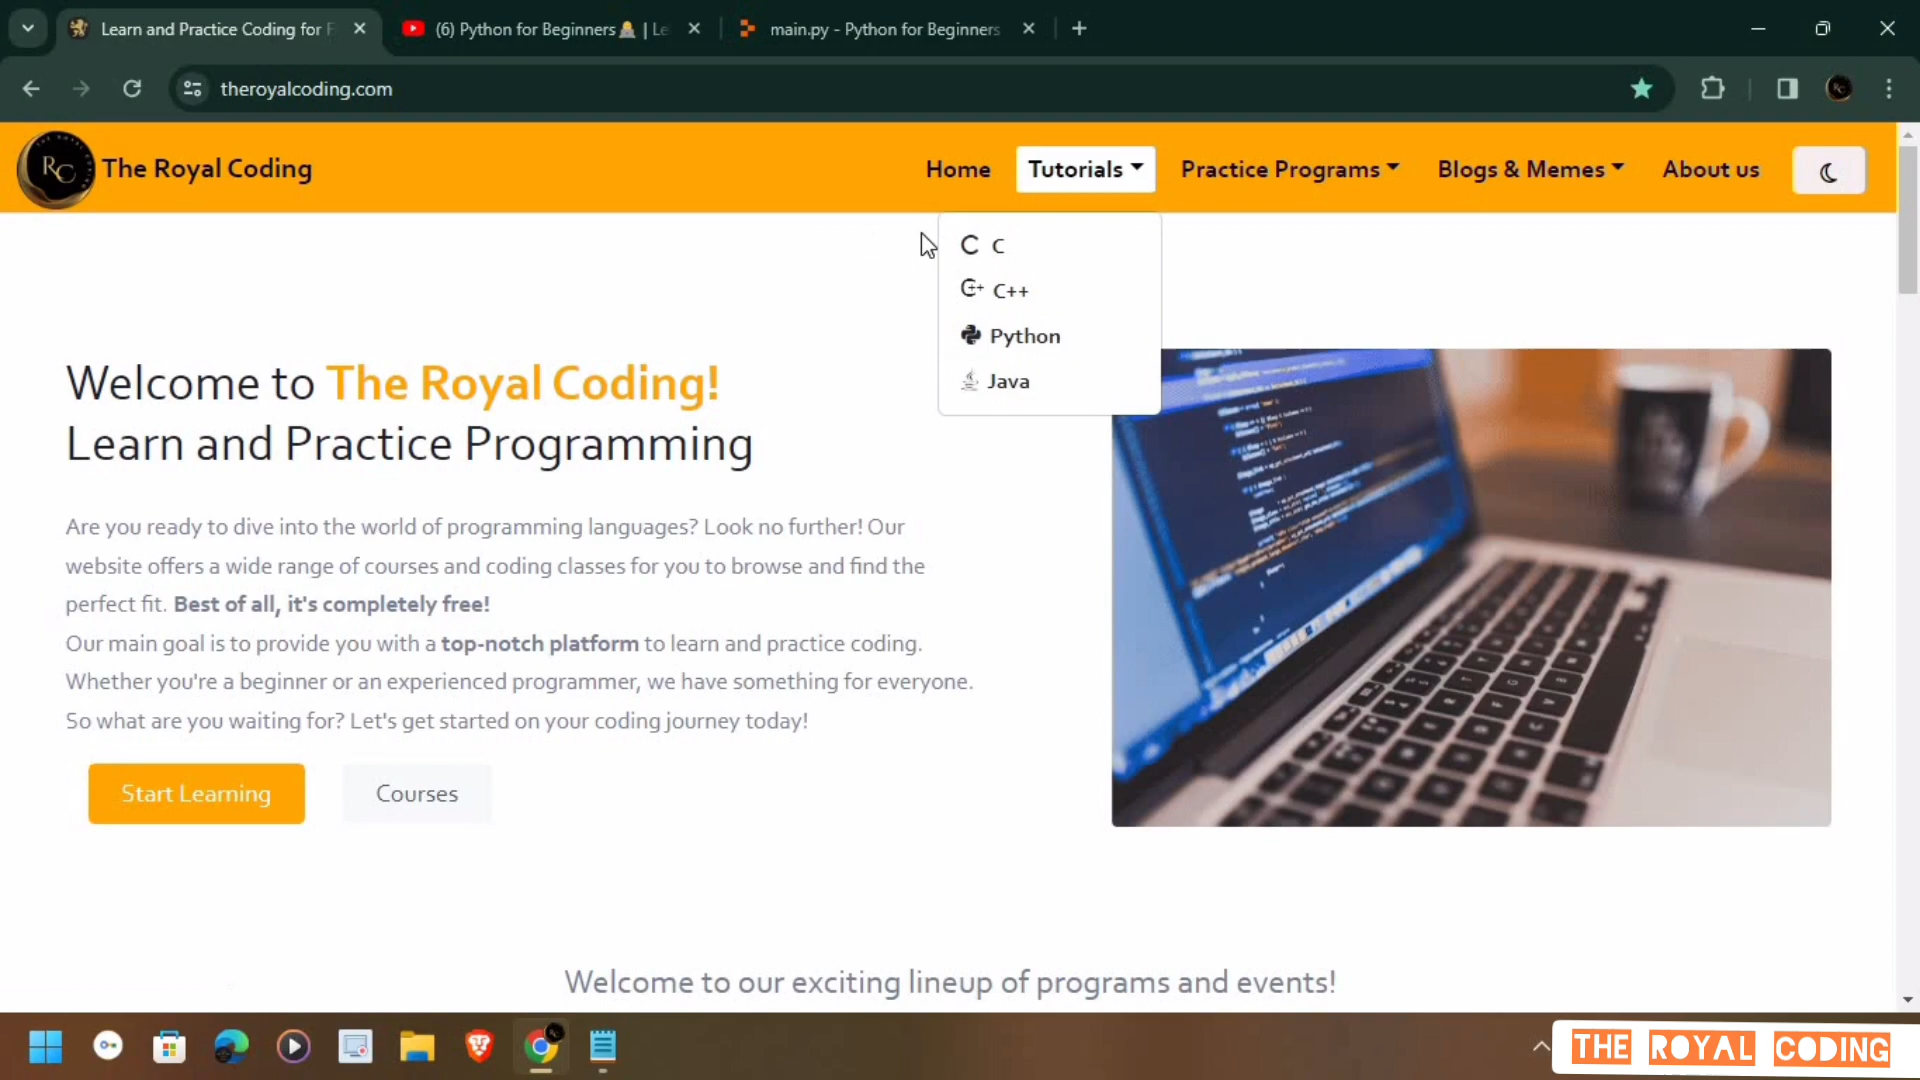 Learn and Practice Coding for F
(6) Python for Beginners | Le
main.py - Python for Beginners
theroyalcoding.com
RC
The Royal Coding
Home
Tutorials
Practice Programs
Blogs & Memes
About us
C
C++
Python
Java
Welcome to The Royal Coding!
Learn and Practice Programming
Are you ready to dive into the world of programming languages? Look no further! Our
website offers a wide range of courses and coding classes for you to browse and find the
perfect fit. Best of all, it's completely free!
Our main goal is to provide you with a top-notch platform to learn and practice coding.
Whether you're a beginner or an experienced programmer, we have something for everyone.
So what are you waiting for? Let's get started on your coding journey today!
Start Learning
Courses
Welcome to our exciting lineup of programs and events!
THE ROYAL CODING